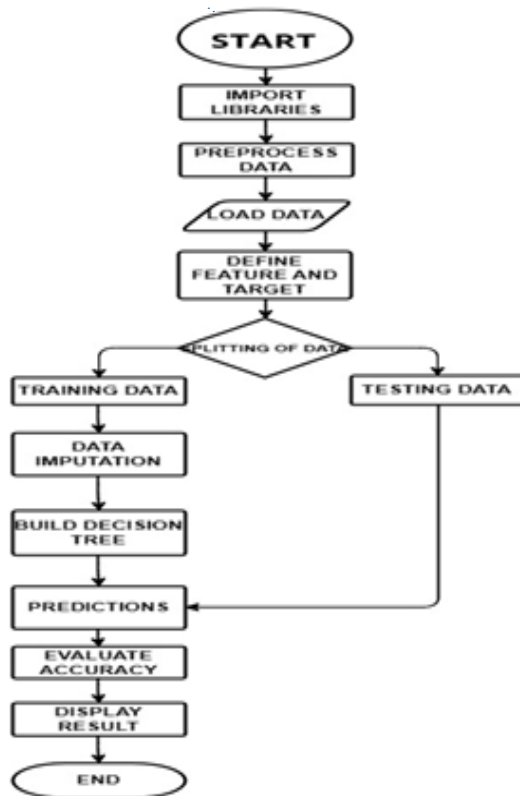 START
IMPORT
LIBRARIES
PREPROCESS
DATA
LOAD DATA
DEFINE
FEATURE AND
TARGET
SPLITTING OF DATA
TRAINING DATA
TESTING DATA
DATA
IMPUTATION
BUILD DECISION
TREE
PREDICTIONS
EVALUATE
ACCURACY
DISPLAY
RESULT
END